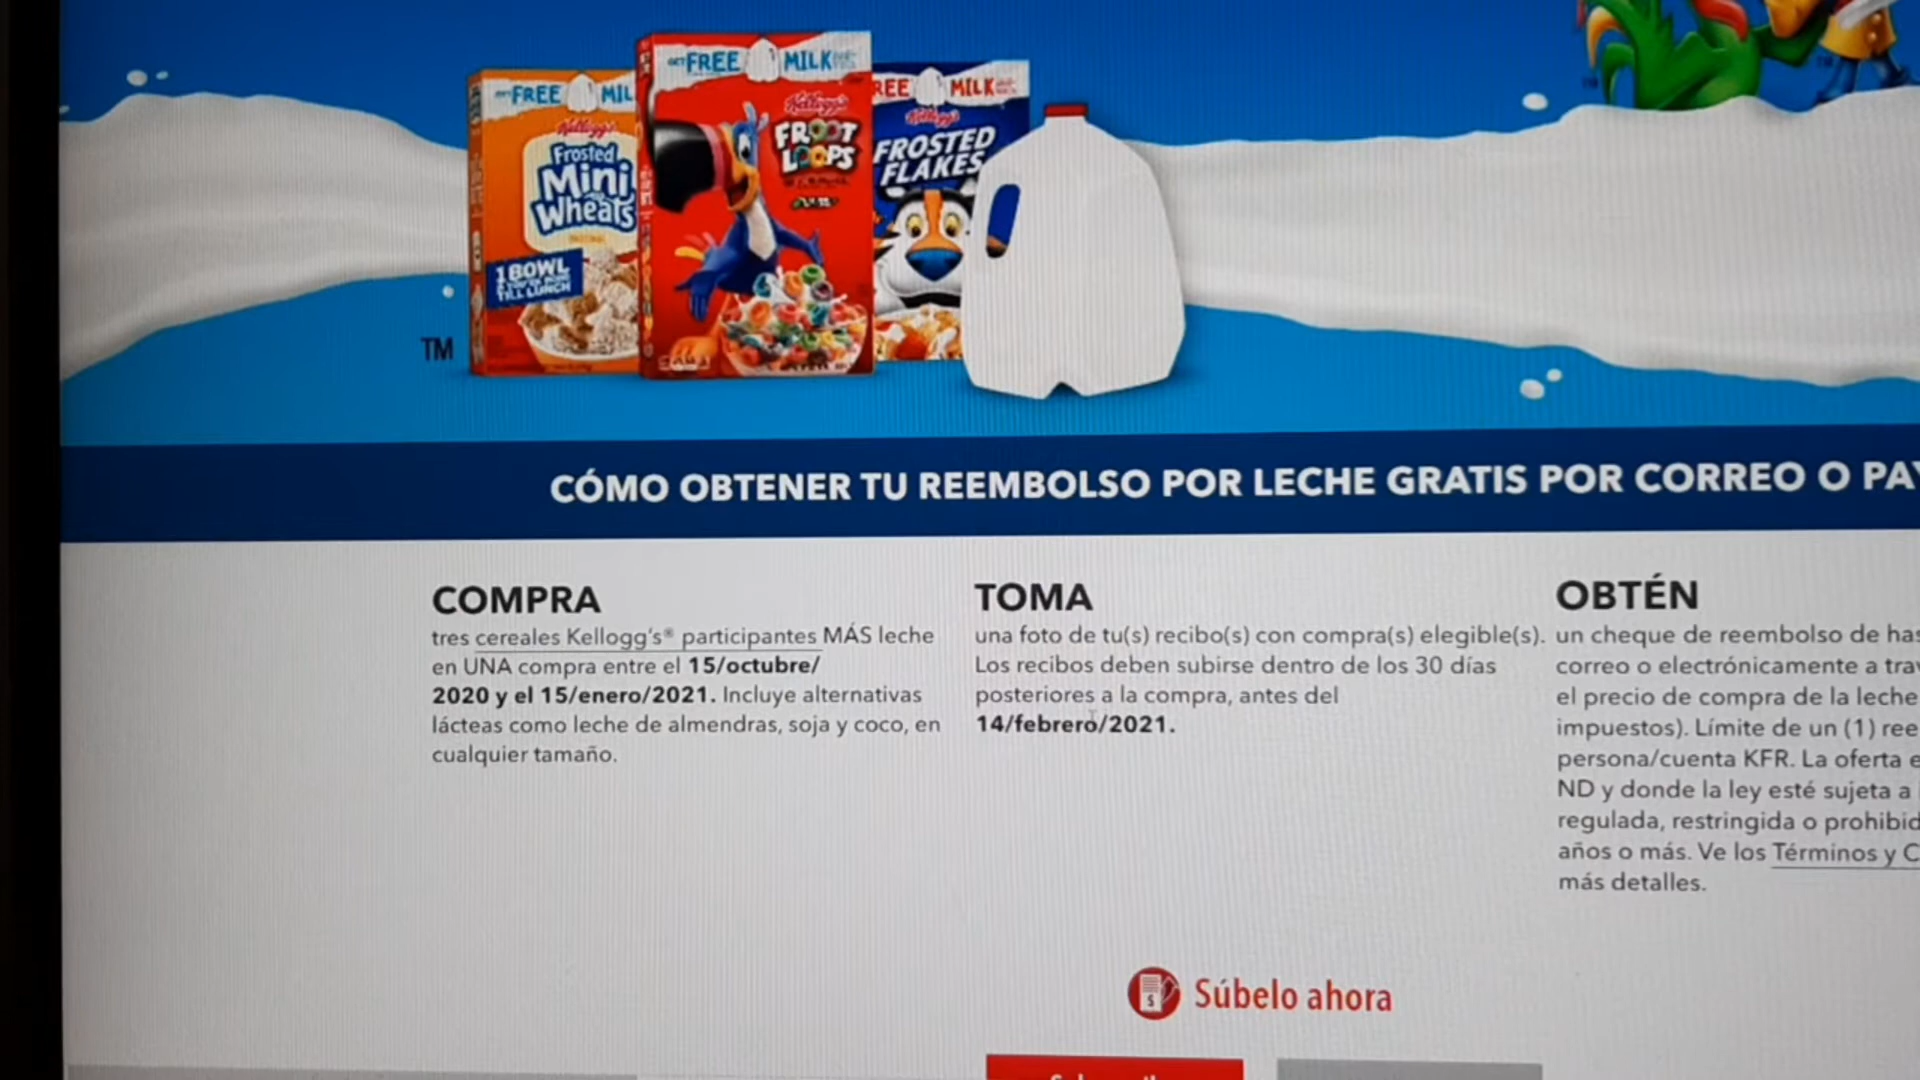 GET FREE MILK
FREE MIL
REE MILK
Kellogg's
Frosted
Mini
Wheats
1 BOWL
TILL LUNCH
Kellogg's
FROOT
LOOPS
Kellogg's
FROSTED
FLAKES
TM
CÓMO OBTENER TU REEMBOLSO POR LECHE GRATIS POR CORREO O PAY
COMPRA
tres cereales Kellogg's® participantes MÁS leche
en UNA compra entre el 15/octubre/
2020 y el 15/enero/2021. Incluye alternativas
lácteas como leche de almendras, soja y coco, en
cualquier tamaño.
TOMA
una foto de tu(s) recibo(s) con compra(s) elegible(s).
Los recibos deben subirse dentro de los 30 días
posteriores a la compra, antes del
14/febrero/2021.
OBTÉN
un cheque de reembolso de has
correo o electrónicamente a trav
el precio de compra de la leche
impuestos). Límite de un (1) ree
persona/cuenta KFR. La oferta e
ND y donde la ley esté sujeta a
regulada, restringida o prohibid
años o más. Ve los Términos y C
más detalles.
Súbelo ahora